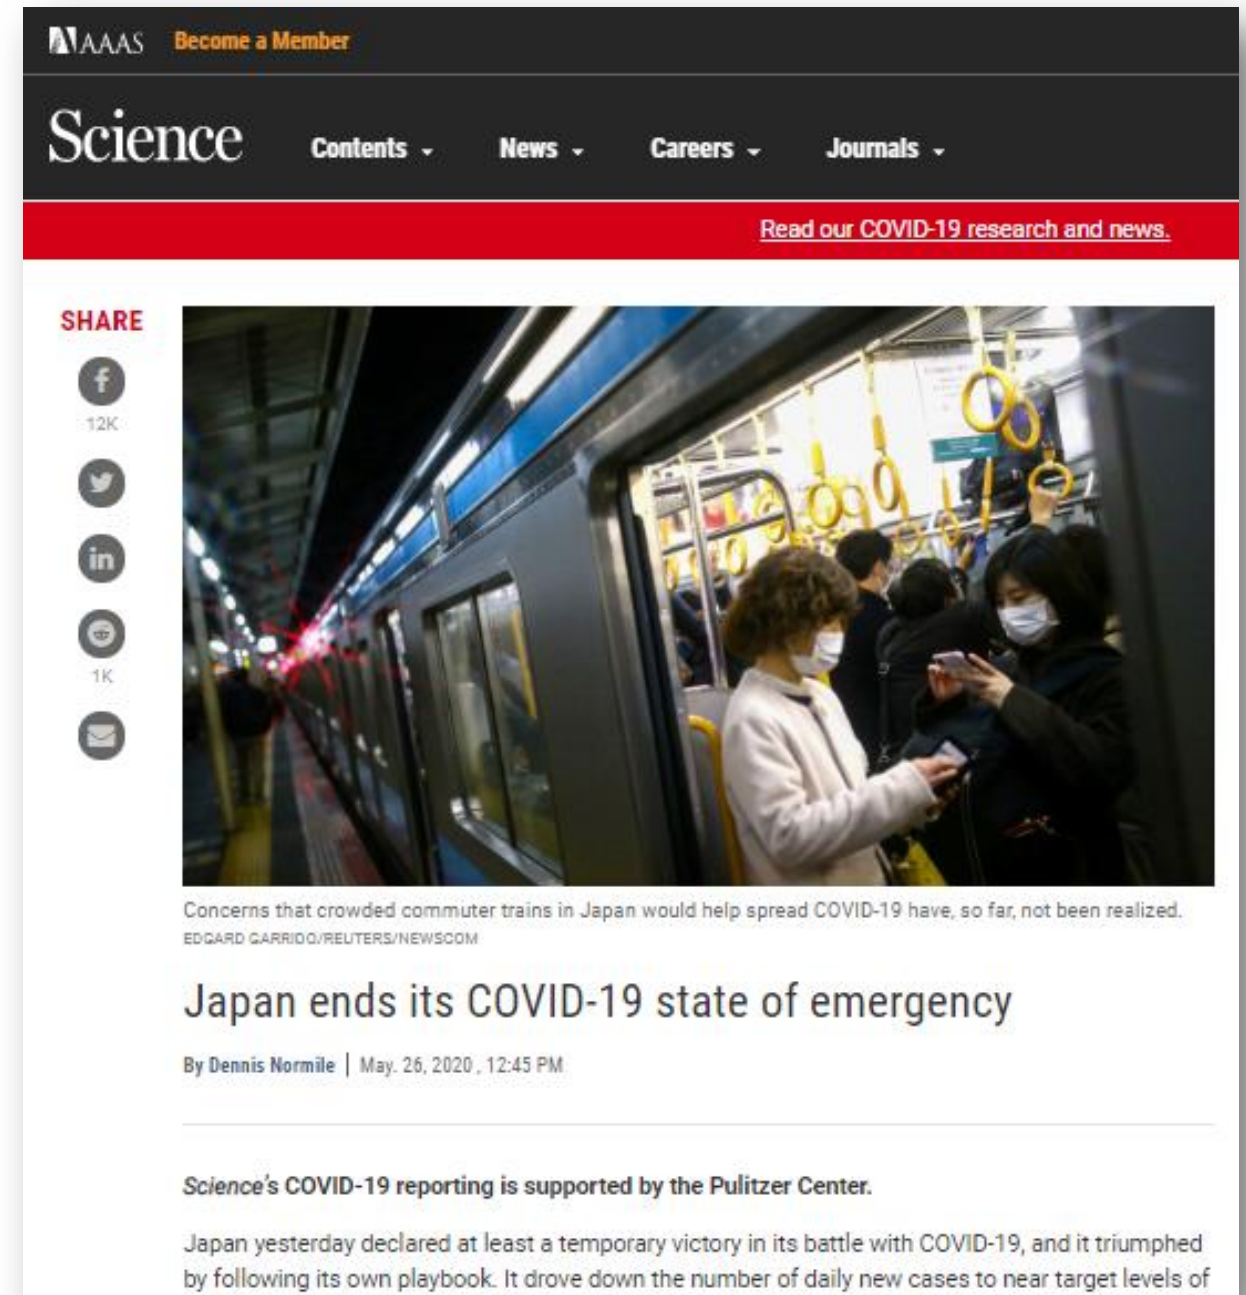 AAAS Become a Member
Science Contents News Careers Journals
Read our COVID-19 research and news.
SHARE
12K
1K
Concerns that crowded commuter trains in Japan would help spread COVID-19 have, so far, not been realized.
EDGARD GARRIDO/REUTERS/NEWSCOM
Japan ends its COVID-19 state of emergency
By Dennis Normile | May. 26, 2020 , 12:45 PM
Science's COVID-19 reporting is supported by the Pulitzer Center.
Japan yesterday declared at least a temporary victory in its battle with COVID-19, and it triumphed
by following its own playbook. It drove down the number of daily new cases to near target levels of